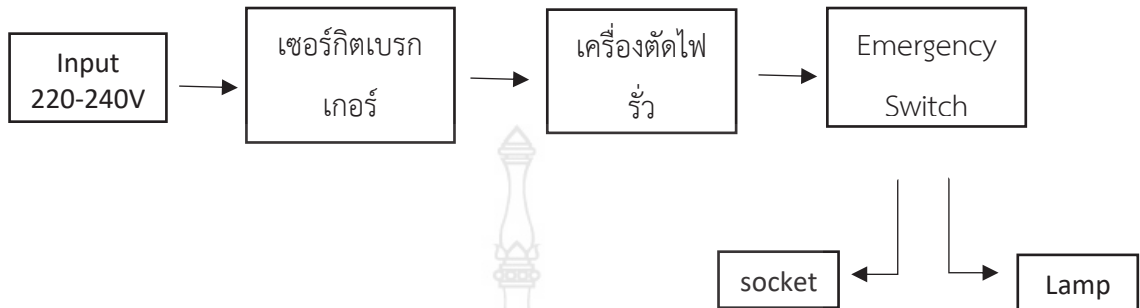 Input
220-240V
เซอร์กิตเบรก
เกอร์
เครื่องตัดไฟ
รั่ว
Emergency
Switch
socket
Lamp